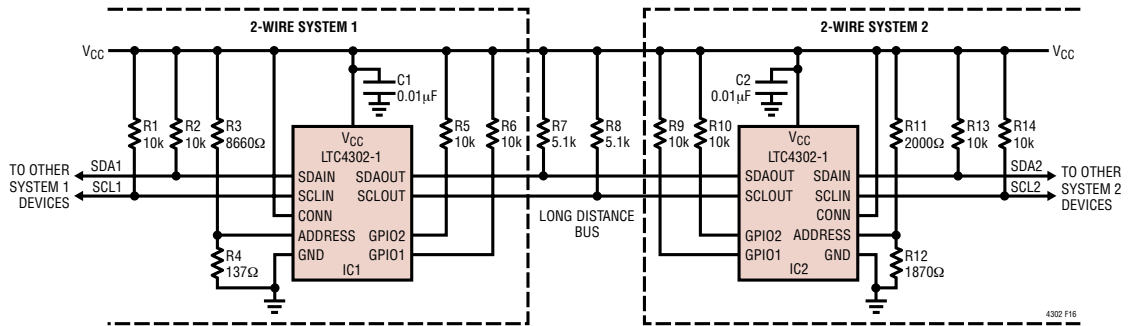 2-WIRE SYSTEM 1
2-WIRE SYSTEM 2
VCC
VCC
C1
0.01µF
C2
0.01µF
R1
10k
R2
10k
R3
8660Ω
R5
10k
R6
10k
R7
5.1k
R8
5.1k
R9
10k
R10
10k
R11
2000Ω
R13
10k
R14
10k
VCC
LTC4302-1
SDAIN
SDAOUT
SCLIN
SCLOUT
CONN
ADDRESS
GPIO2
GND
GPIO1
IC1
VCC
LTC4302-1
SDAOUT
SDAIN
SCLOUT
SCLIN
CONN
GPIO2
ADDRESS
GPIO1
GND
IC2
TO OTHER
SYSTEM 1
DEVICES
SDA1
SCL1
LONG DISTANCE
BUS
SDA2
SCL2
TO OTHER
SYSTEM 2
DEVICES
R4
137Ω
R12
1870Ω
4302 F16